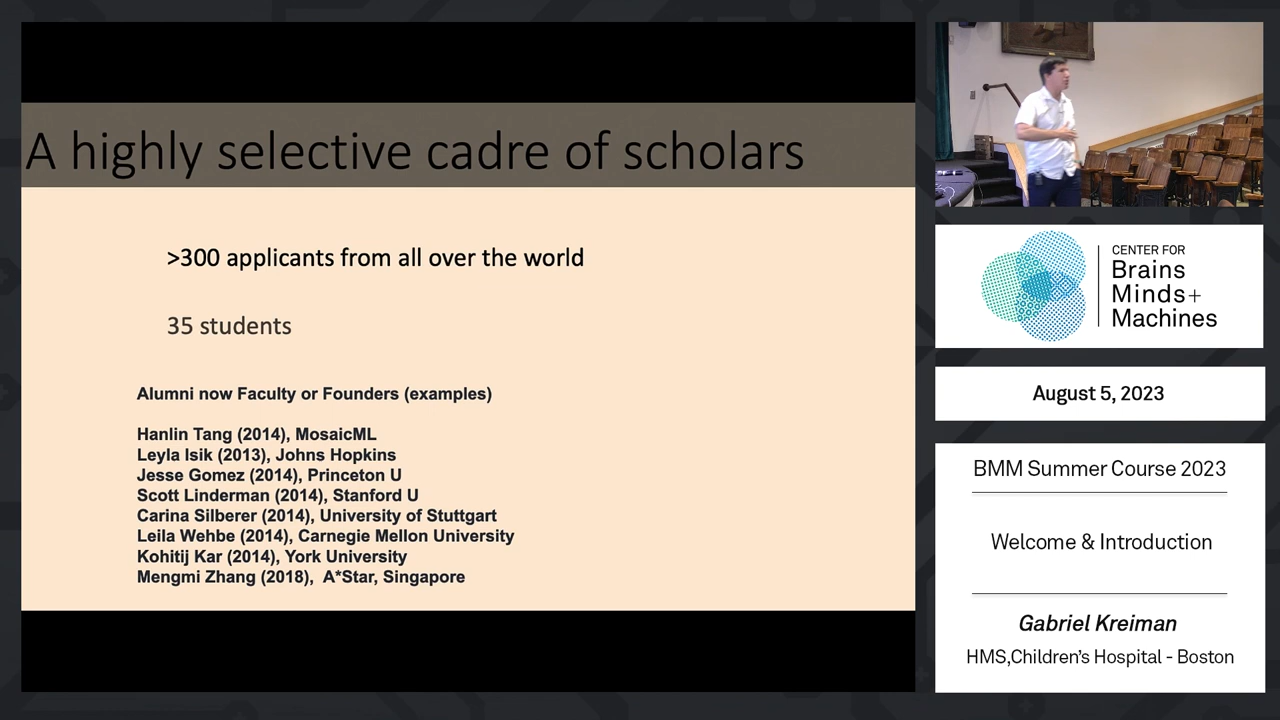 A highly selective cadre of scholars
>300 applicants from all over the world
35 students
Alumni now Faculty or Founders (examples)
Hanlin Tang (2014), MosaicML
Leyla Isik (2013), Johns Hopkins
Jesse Gomez (2014), Princeton U
Scott Linderman (2014), Stanford U
Carina Silberer (2014), University of Stuttgart
Leila Wehbe (2014), Carnegie Mellon University
Kohitij Kar (2014), York University
Mengmi Zhang (2018), A*Star, Singapore
CENTER FOR
Brains
Minds+
Machines
August 5, 2023
BMM Summer Course 2023
Welcome & Introduction
Gabriel Kreiman
HMS,Children's Hospital - Boston